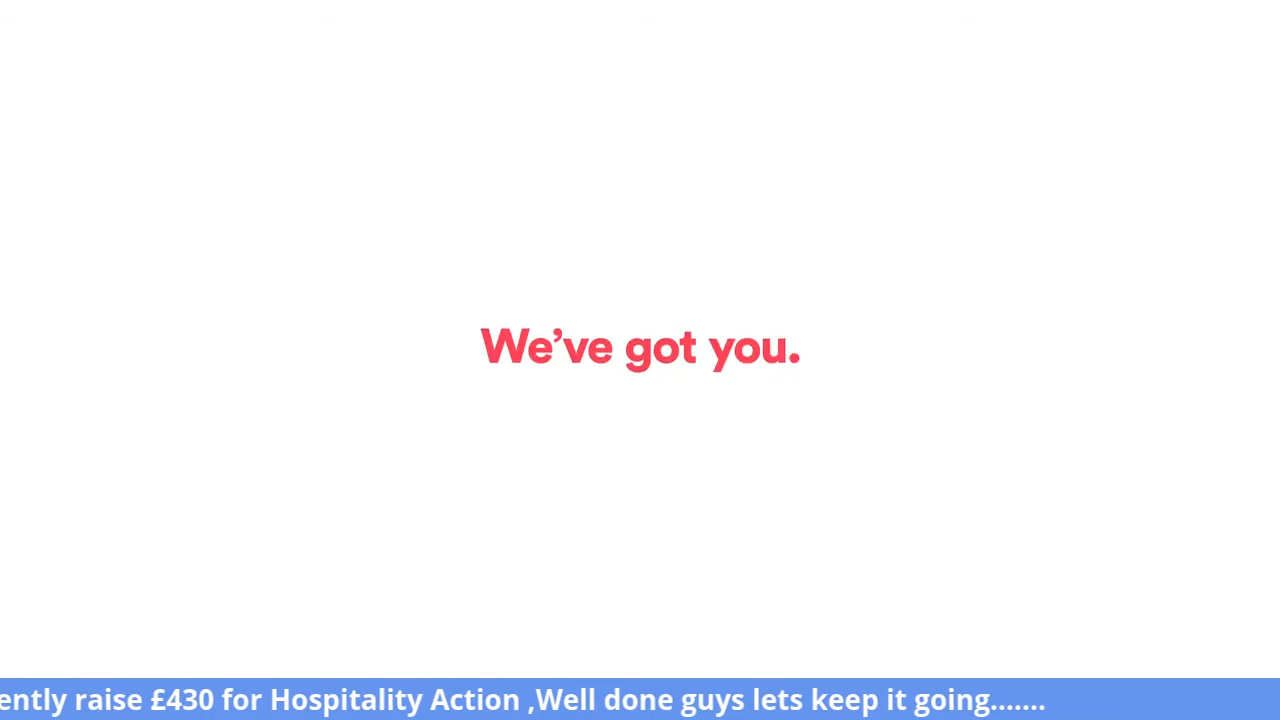 We’ve got you.
ently raise £430 for Hospitality Action ,Well done guys lets keep it going.......